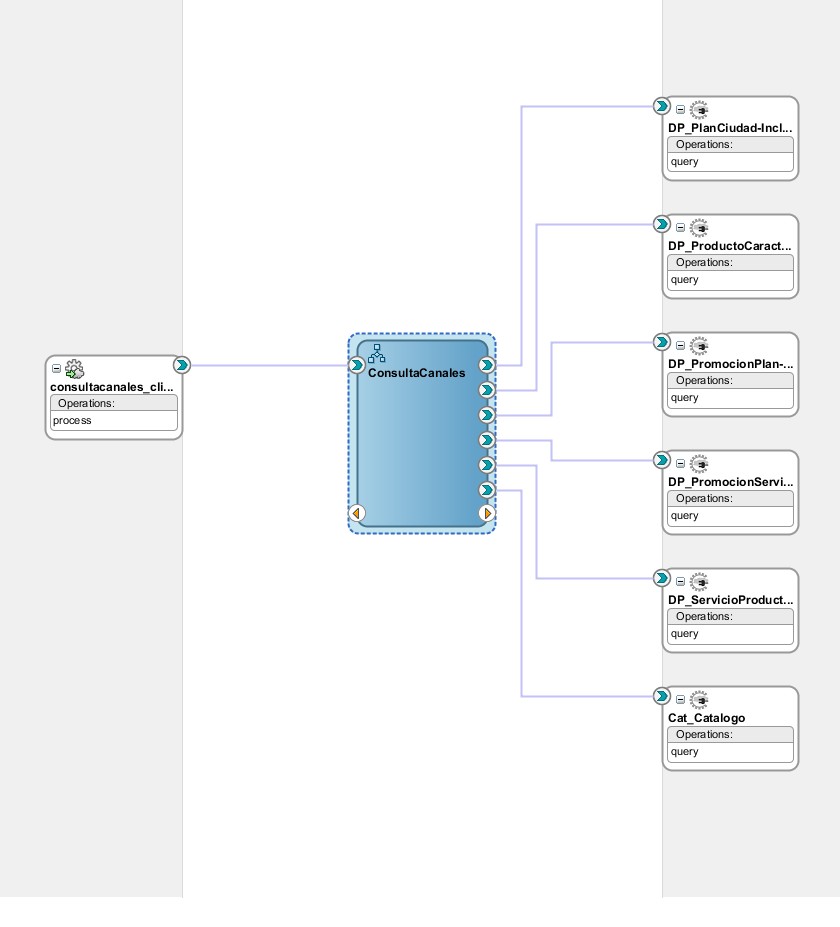 consultacanales_cli...
Operations:
process
ConsultaCanales
DP_PlanCiudad-Incl...
Operations:
query
DP_ProductoCaract...
Operations:
query
DP_PromocionPlan-...
Operations:
query
DP_PromocionServi...
Operations:
query
DP_ServicioProduct...
Operations:
query
Cat_Catalogo
Operations:
query